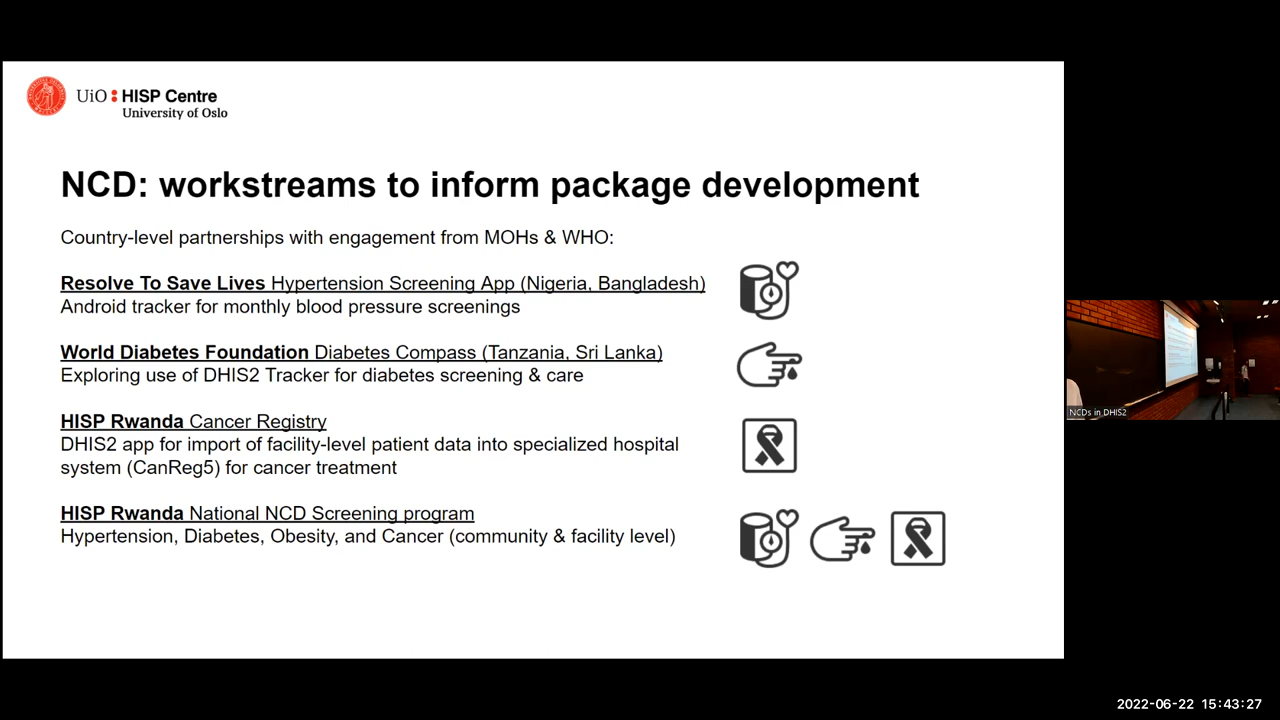 UiO : HISP Centre
University of Oslo
NCD: workstreams to inform package development
Country-level partnerships with engagement from MOHs & WHO:
Resolve To Save Lives Hypertension Screening App (Nigeria, Bangladesh)
Android tracker for monthly blood pressure screenings
World Diabetes Foundation Diabetes Compass (Tanzania, Sri Lanka)
Exploring use of DHIS2 Tracker for diabetes screening & care
HISP Rwanda Cancer Registry
DHIS2 app for import of facility-level patient data into specialized hospital
system (CanReg5) for cancer treatment
HISP Rwanda National NCD Screening program
Hypertension, Diabetes, Obesity, and Cancer (community & facility level)
NCDs in DHIS2
2022-06-22 15:43:27